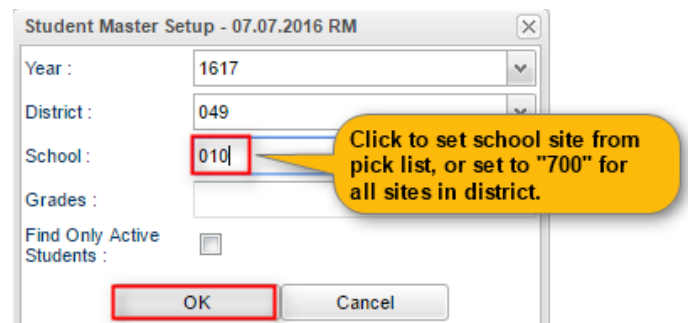 Student Master Setup - 07.07.2016 RM
Year :
1617
District :
049
School :
010
Click to set school site from
pick list, or set to "700" for
all sites in district.
Grades :
Find Only Active
Students :
OK
Cancel